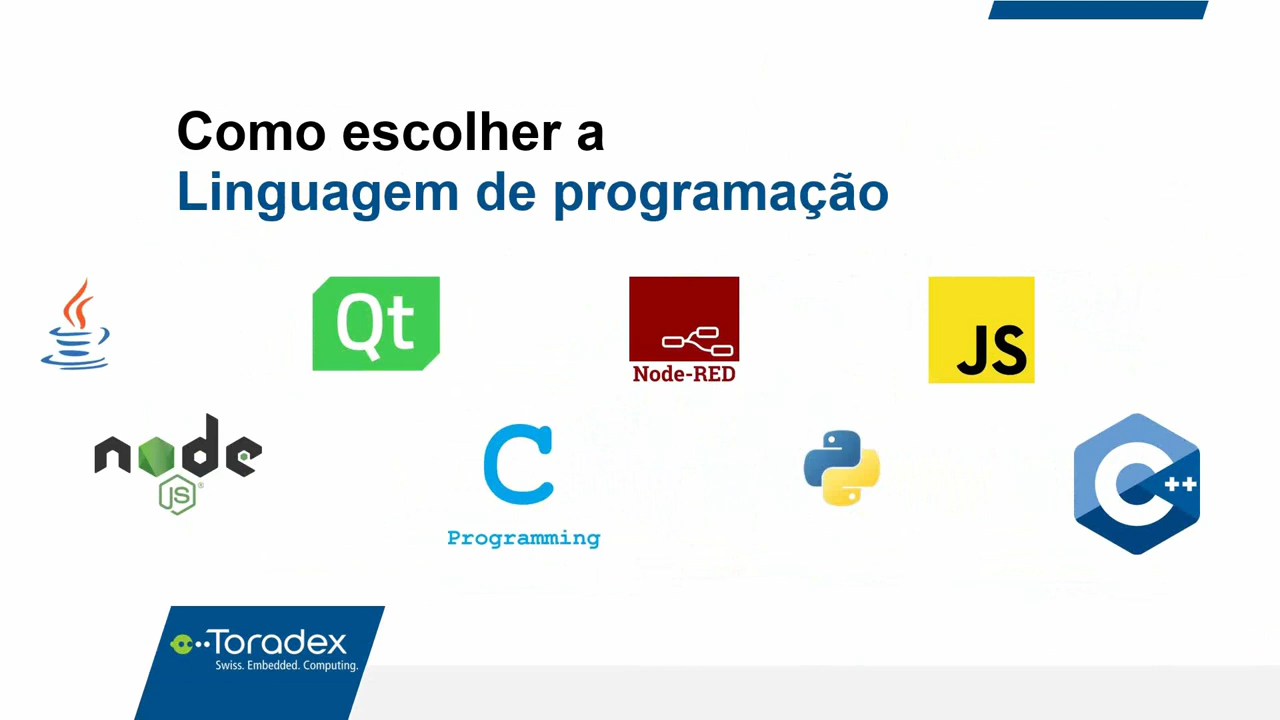 Como escolher a
Linguagem de programação
Qt
Node-RED
JS
node
JS
C
Programming
C++
Toradex
Swiss. Embedded. Computing.